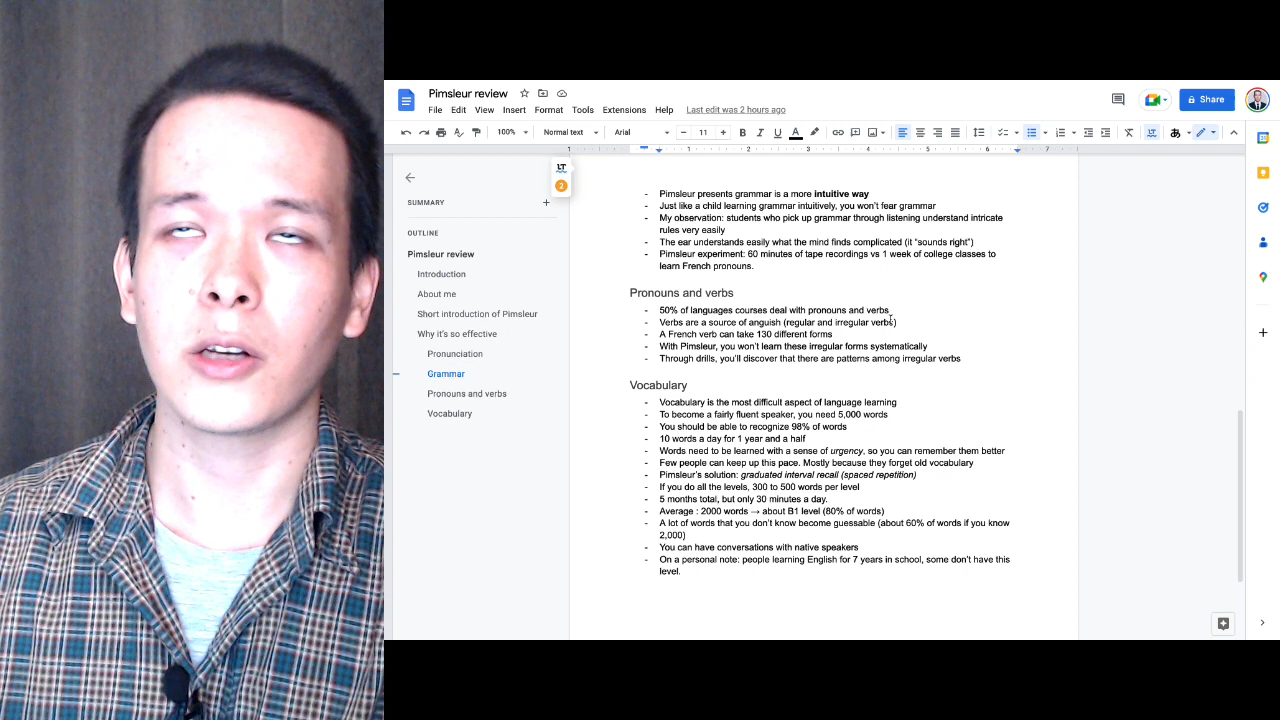 Pimsleur review
File Edit View Insert Format Tools Extensions Help Last edit was 2 hours ago
Share
100% Normal text Arial 11
1 1 2 3 4 5 6 7
SUMMARY
OUTLINE
Pimsleur review
Introduction
About me
Short introduction of Pimsleur
Why it's so effective
Pronunciation
Grammar
Pronouns and verbs
Vocabulary
LT
2
- Pimsleur presents grammar is a more intuitive way
- Just like a child learning grammar intuitively, you won't fear grammar
- My observation: students who pick up grammar through listening understand intricate
rules very easily
- The ear understands easily what the mind finds complicated (it "sounds right")
- Pimsleur experiment: 60 minutes of tape recordings vs 1 week of college classes to
learn French pronouns.
Pronouns and verbs
- 50% of languages courses deal with pronouns and verbs
- Verbs are a source of anguish (regular and irregular verbs)
- A French verb can take 130 different forms
- With Pimsleur, you won't learn these irregular forms systematically
- Through drills, you'll discover that there are patterns among irregular verbs
Vocabulary
- Vocabulary is the most difficult aspect of language learning
- To become a fairly fluent speaker, you need 5,000 words
- You should be able to recognize 98% of words
- 10 words a day for 1 year and a half
- Words need to be learned with a sense of urgency, so you can remember them better
- Few people can keep up this pace. Mostly because they forget old vocabulary
- Pimsleur's solution: graduated interval recall (spaced repetition)
- If you do all the levels, 300 to 500 words per level
- 5 months total, but only 30 minutes a day.
- Average : 2000 words → about B1 level (80% of words)
- A lot of words that you don't know become guessable (about 60% of words if you know
2,000)
- You can have conversations with native speakers
- On a personal note: people learning English for 7 years in school, some don't have this
level.